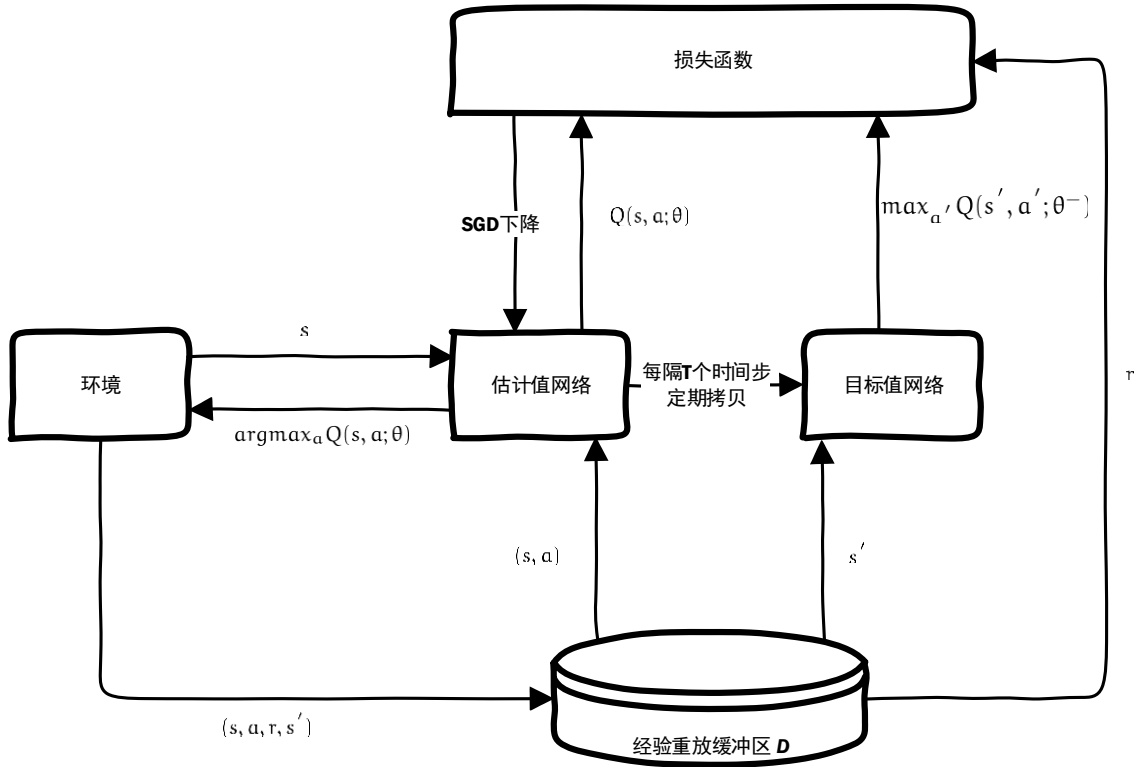 损失函数
SGD下降
Q(s, a; θ)
max_{a′} Q(s′, a′; θ⁻)
s
环境
估计值网络
每隔T个时间步
定期拷贝
目标值网络
r
argmaxₐ Q(s, a; θ)
(s, a)
s′
(s, a, r, s′)
经验重放缓冲区 D